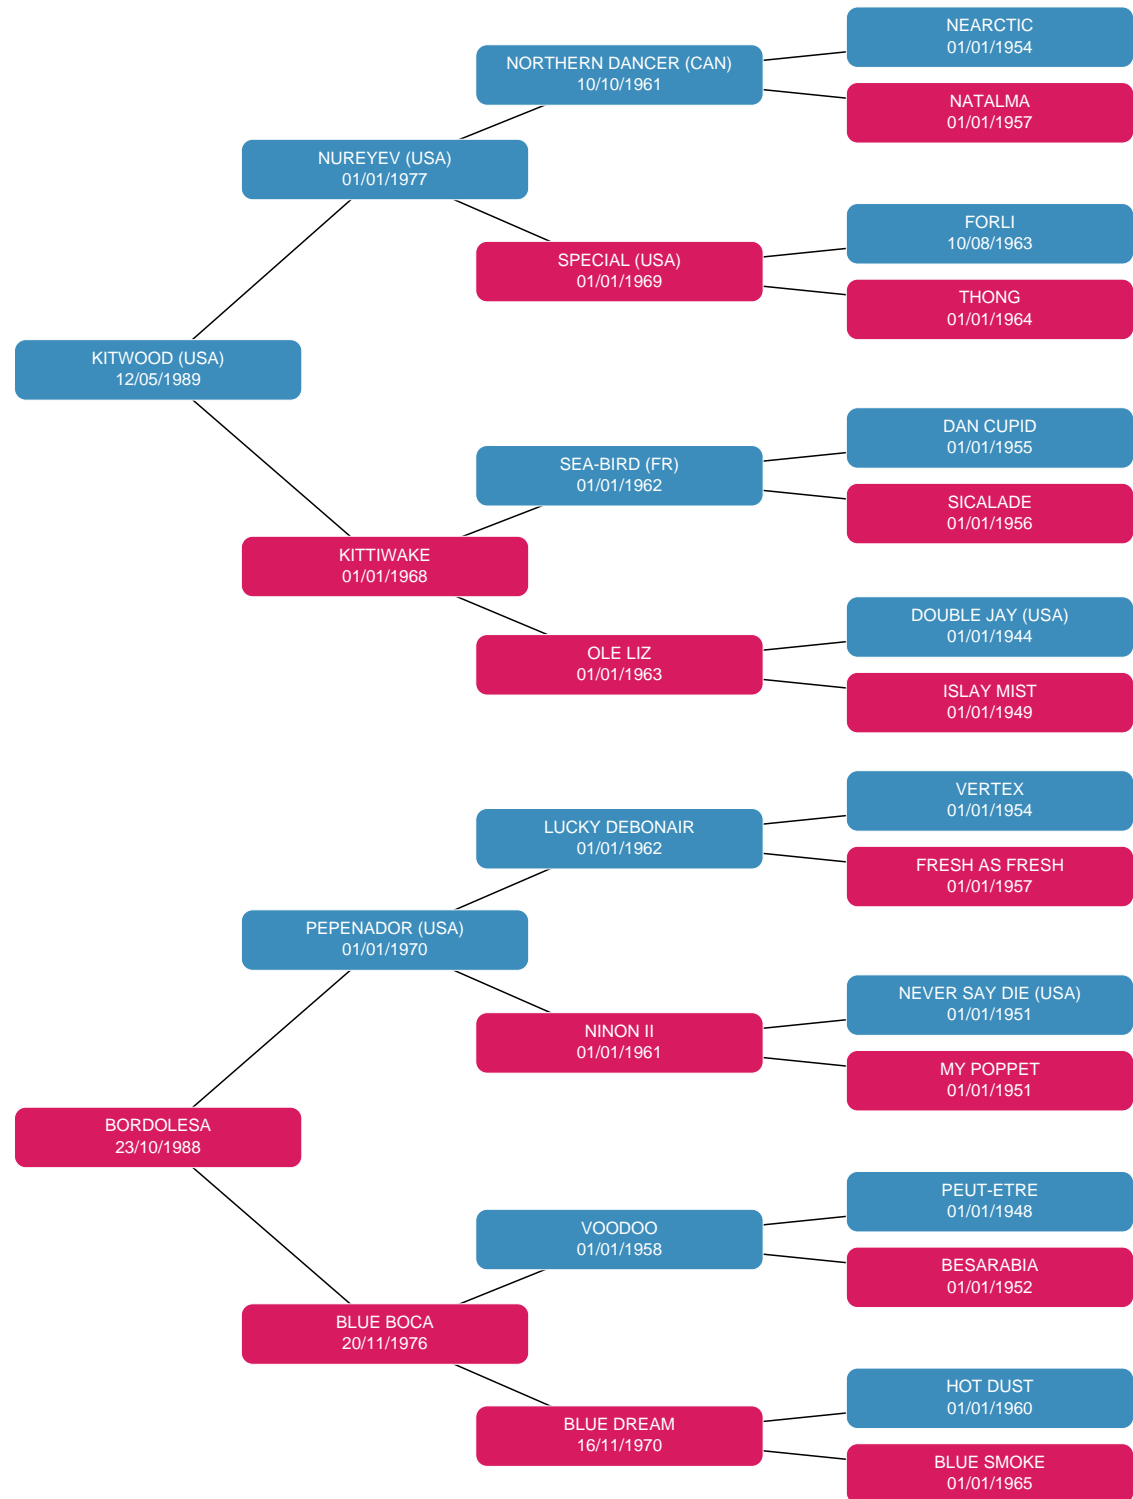 NEARCTIC
01/01/1954
NORTHERN DANCER (CAN)
10/10/1961
NATALMA
01/01/1957
NUREYEV (USA)
01/01/1977
FORLI
10/08/1963
SPECIAL (USA)
01/01/1969
THONG
01/01/1964
KITWOOD (USA)
12/05/1989
DAN CUPID
01/01/1955
SEA-BIRD (FR)
01/01/1962
SICALADE
01/01/1956
KITTIWAKE
01/01/1968
DOUBLE JAY (USA)
01/01/1944
OLE LIZ
01/01/1963
ISLAY MIST
01/01/1949
VERTEX
01/01/1954
LUCKY DEBONAIR
01/01/1962
FRESH AS FRESH
01/01/1957
PEPENADOR (USA)
01/01/1970
NEVER SAY DIE (USA)
01/01/1951
NINON II
01/01/1961
MY POPPET
01/01/1951
BORDOLESA
23/10/1988
PEUT-ETRE
01/01/1948
VOODOO
01/01/1958
BESARABIA
01/01/1952
BLUE BOCA
20/11/1976
HOT DUST
01/01/1960
BLUE DREAM
16/11/1970
BLUE SMOKE
01/01/1965